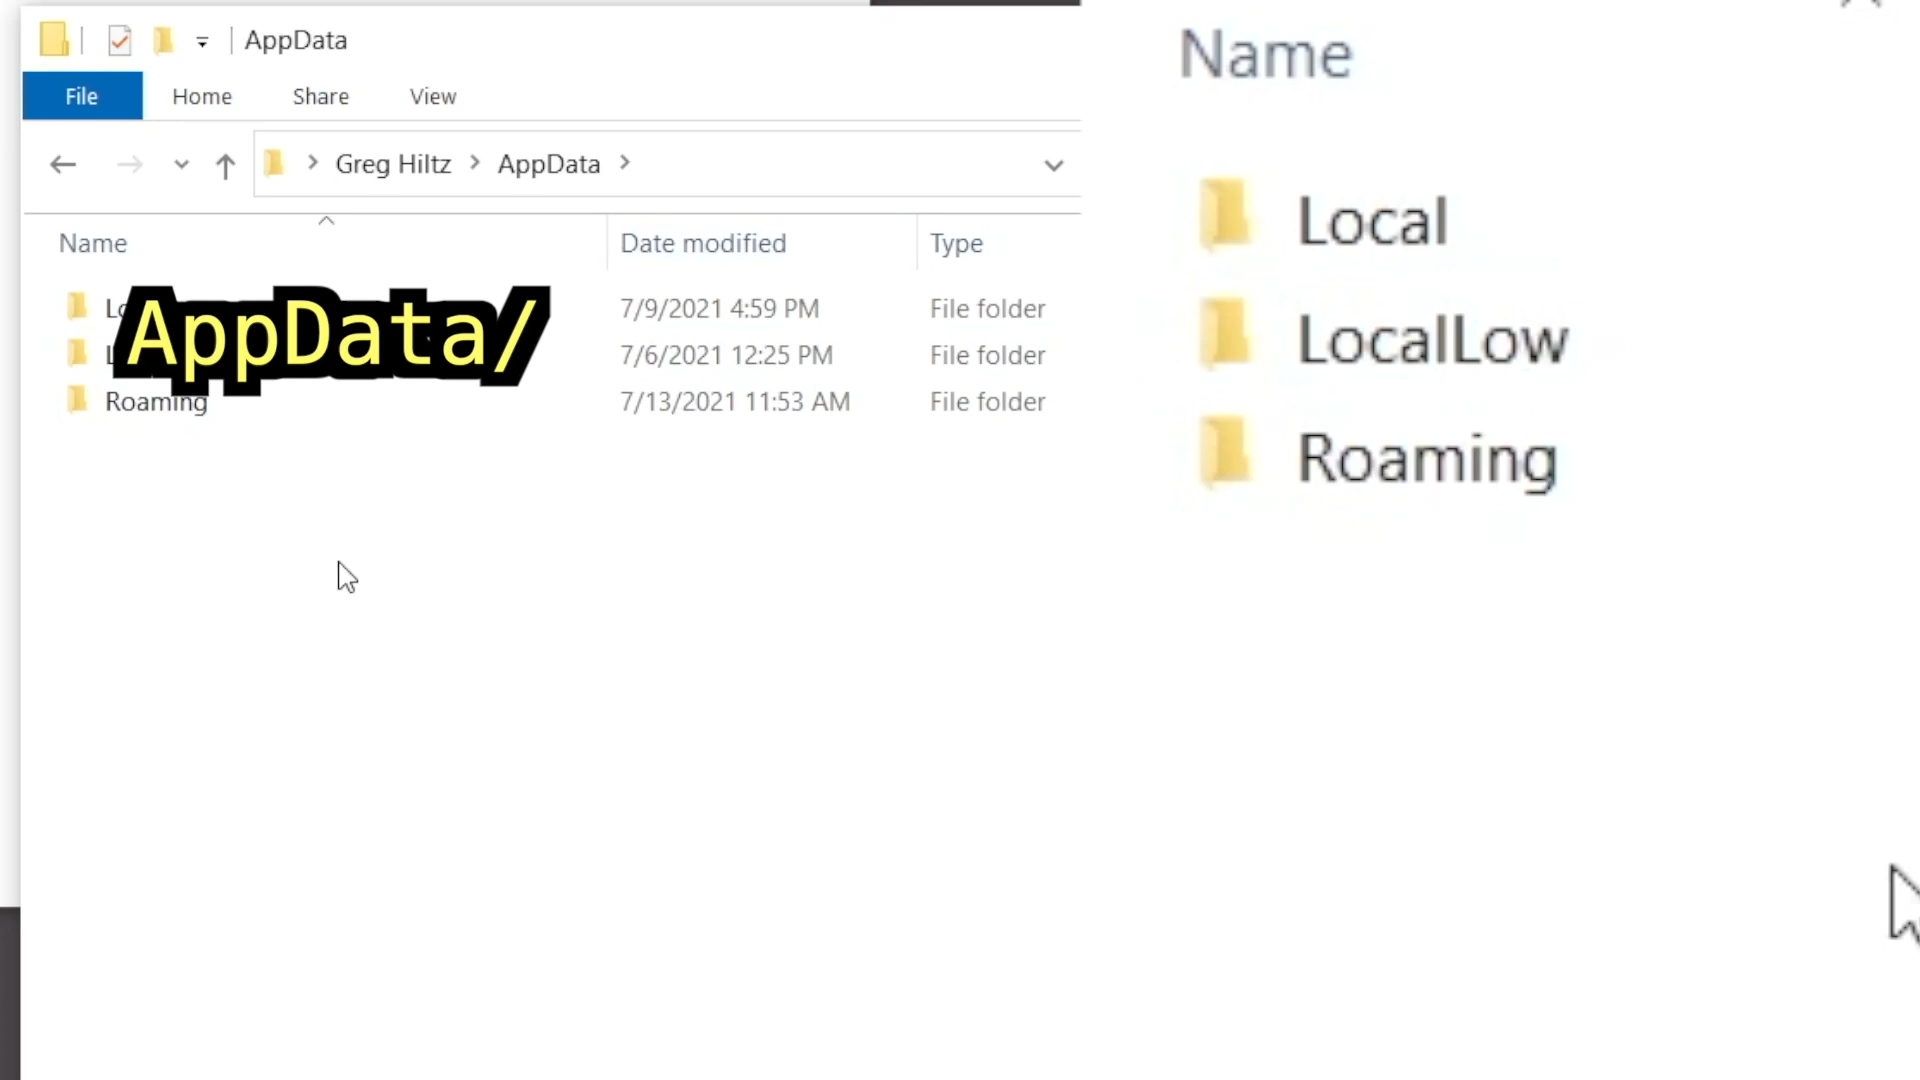 AppData
File Home Share View
Greg Hiltz AppData
Name Date modified Type
7/9/2021 4:59 PM File folder
7/6/2021 12:25 PM File folder
Roaming 7/13/2021 11:53 AM File folder
AppData/
Name
Local
LocalLow
Roaming